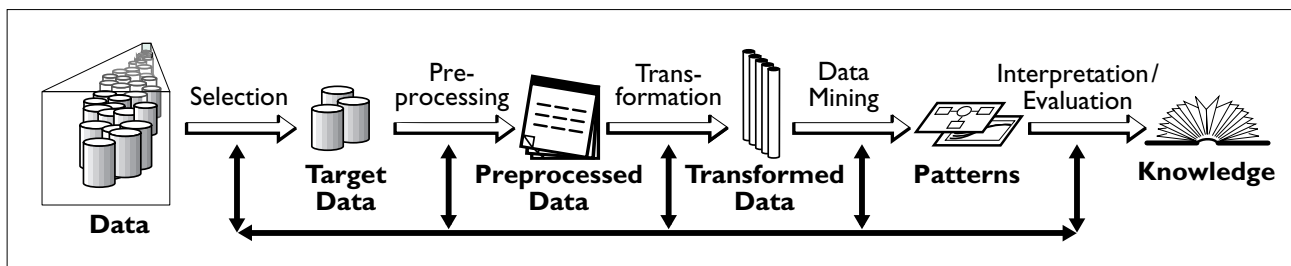 Data
Selection
Target
Data
Pre-
processing
Preprocessed
Data
Trans-
formation
Transformed
Data
Data
Mining
Patterns
Interpretation/
Evaluation
Knowledge